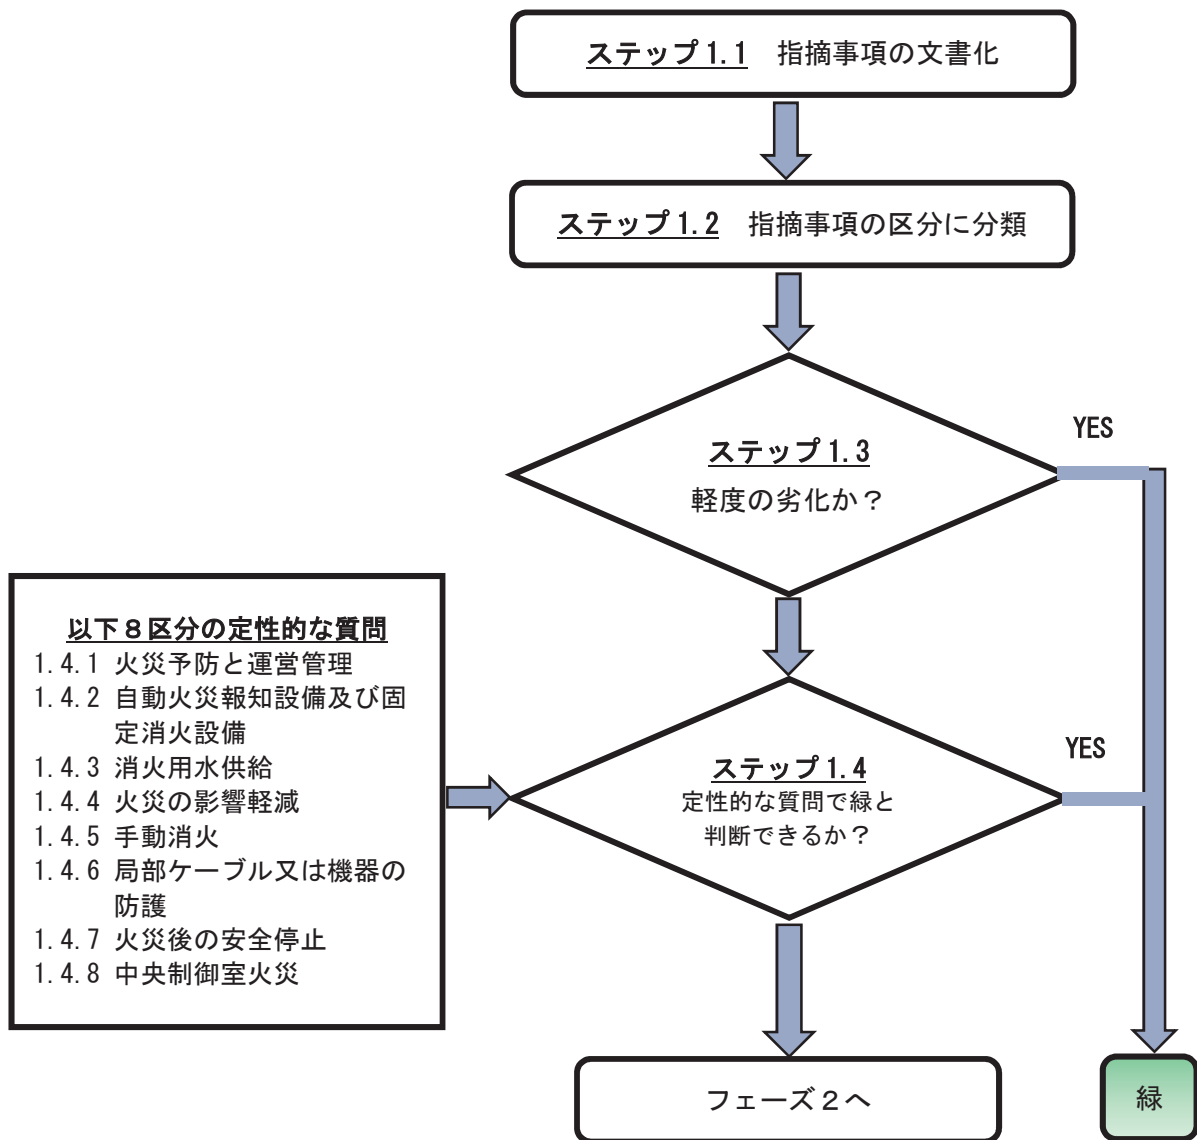 ステップ1.1 指摘事項の文書化
ステップ1.2 指摘事項の区分に分類
ステップ1.3
軽度の劣化か？
YES
以下８区分の定性的な質問
1.4.1 火災予防と運営管理
1.4.2 自動火災報知設備及び固
定消火設備
1.4.3 消火用水供給
1.4.4 火災の影響軽減
1.4.5 手動消火
1.4.6 局部ケーブル又は機器の
防護
1.4.7 火災後の安全停止
1.4.8 中央制御室火災
ステップ1.4
定性的な質問で緑と
判断できるか？
YES
フェーズ２へ
緑